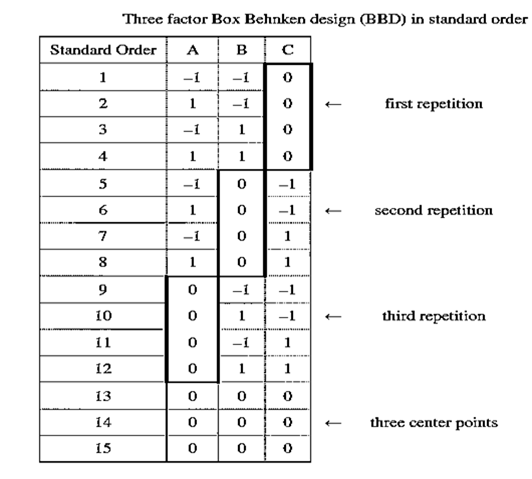 Three factor Box Behnken design (BBD) in standard order
Standard Order A B C
1 –1 –1 0
2 1 –1 0 ← first repetition
3 –1 1 0
4 1 1 0
5 –1 0 –1
6 1 0 –1 ← second repetition
7 –1 0 1
8 1 0 1
9 0 –1 –1
10 0 1 –1 ← third repetition
11 0 –1 1
12 0 1 1
13 0 0 0
14 0 0 0 ← three center points
15 0 0 0